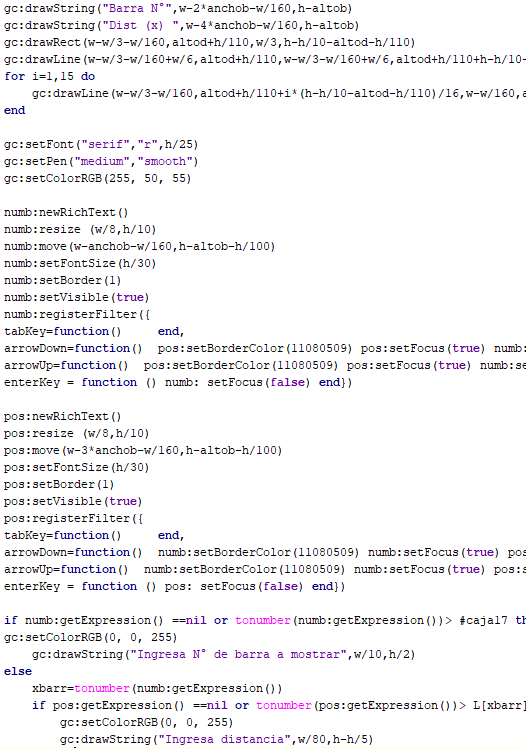 gc:drawString("Barra N°",w-2*anchob-w/160,h-altob)
gc:drawString("Dist (x) ",w-4*anchob-w/160,h-altob)
gc:drawRect(w-w/3-w/160,altod+h/110,w/3,h-h/10-altod-h/110)
gc:drawLine(w-w/3-w/160+w/6,altod+h/110,w-w/3-w/160+w/6,altod+h/110+h-h/10-
for i=1,15 do
    gc:drawLine(w-w/3-w/160,altod+h/110+i*(h-h/10-altod-h/110)/16,w-w/160,a
end

gc:setFont("serif","r",h/25)
gc:setPen("medium","smooth")
gc:setColorRGB(255, 50, 55)

numb:newRichText()
numb:resize (w/8,h/10)
numb:move(w-anchob-w/160,h-altob-h/100)
numb:setFontSize(h/30)
numb:setBorder(1)
numb:setVisible(true)
numb:registerFilter({
tabKey=function()     end,
arrowDown=function()  pos:setBorderColor(11080509) pos:setFocus(true) numb:
arrowUp=function()  pos:setBorderColor(11080509) pos:setFocus(true) numb:se
enterKey = function () numb: setFocus(false) end})

pos:newRichText()
pos:resize (w/8,h/10)
pos:move(w-3*anchob-w/160,h-altob-h/100)
pos:setFontSize(h/30)
pos:setBorder(1)
pos:setVisible(true)
pos:registerFilter({
tabKey=function()     end,
arrowDown=function()  numb:setBorderColor(11080509) numb:setFocus(true) pos
arrowUp=function()  numb:setBorderColor(11080509) numb:setFocus(true) pos:s
enterKey = function () pos: setFocus(false) end})

if numb:getExpression() ==nil or tonumber(numb:getExpression())> #caja17 th
gc:setColorRGB(0, 0, 255)
    gc:drawString("Ingresa N° de barra a mostrar",w/10,h/2)
else
    xbarr=tonumber(numb:getExpression())
    if pos:getExpression() ==nil or tonumber(pos:getExpression())> L[xbarr]
        gc:setColorRGB(0, 0, 255)
        gc:drawString("Ingresa distancia",w/80,h-h/5)